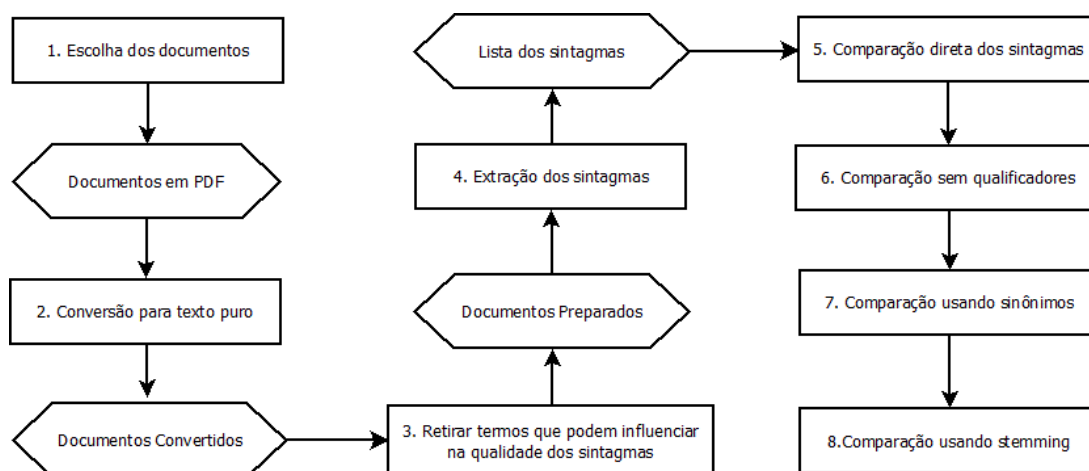 1. Escolha dos documentos
Documentos em PDF
2. Conversão para texto puro
Documentos Convertidos
3. Retirar termos que podem influenciar
na qualidade dos sintagmas
Documentos Preparados
4. Extração dos sintagmas
Lista dos sintagmas
5. Comparação direta dos sintagmas
6. Comparação sem qualificadores
7. Comparação usando sinônimos
8.Comparação usando stemming